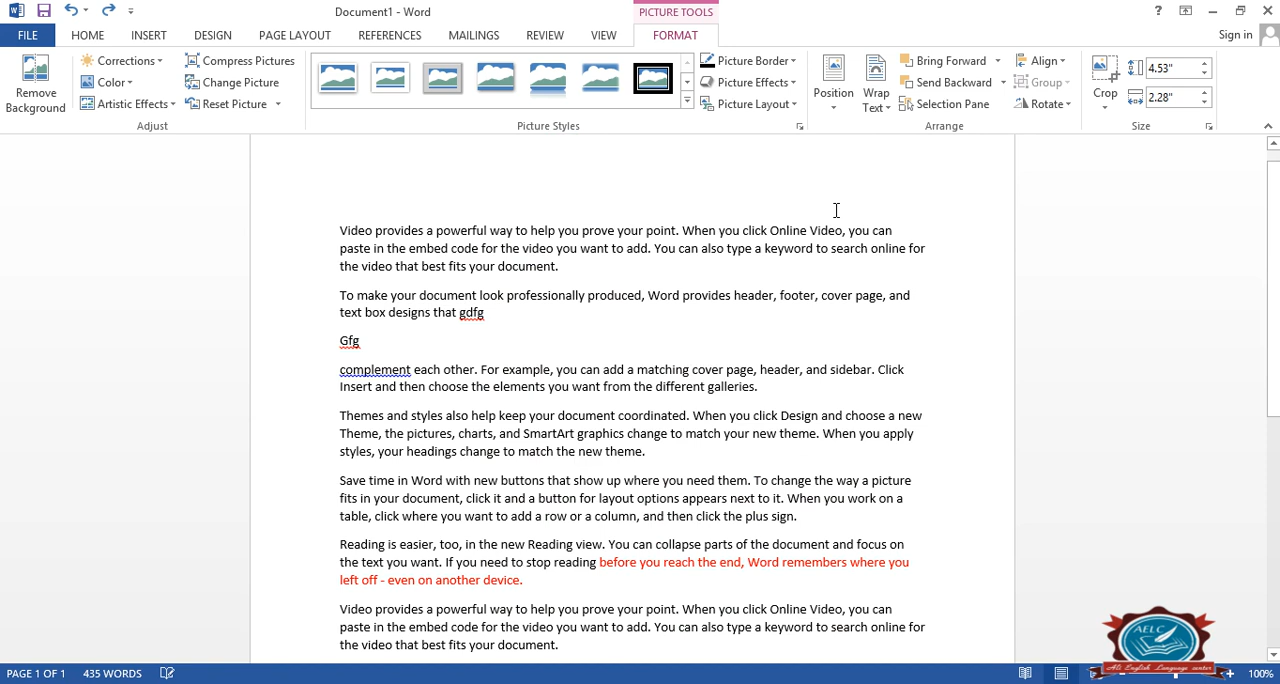 Document1 - Word
PICTURE TOOLS
?
FILE
HOME
INSERT
DESIGN
PAGE LAYOUT
REFERENCES
MAILINGS
REVIEW
VIEW
FORMAT
Sign in
Remove
Background
Corrections
Color
Artistic Effects
Compress Pictures
Change Picture
Reset Picture
Adjust
Picture Styles
Picture Border
Picture Effects
Picture Layout
Position
Wrap
Text
Bring Forward
Send Backward
Selection Pane
Align
Group
Rotate
Arrange
Crop
4.53"
2.28"
Size
Video provides a powerful way to help you prove your point. When you click Online Video, you can
paste in the embed code for the video you want to add. You can also type a keyword to search online for
the video that best fits your document.
To make your document look professionally produced, Word provides header, footer, cover page, and
text box designs that gdfg
Gfg
complement each other. For example, you can add a matching cover page, header, and sidebar. Click
Insert and then choose the elements you want from the different galleries.
Themes and styles also help keep your document coordinated. When you click Design and choose a new
Theme, the pictures, charts, and SmartArt graphics change to match your new theme. When you apply
styles, your headings change to match the new theme.
Save time in Word with new buttons that show up where you need them. To change the way a picture
fits in your document, click it and a button for layout options appears next to it. When you work on a
table, click where you want to add a row or a column, and then click the plus sign.
Reading is easier, too, in the new Reading view. You can collapse parts of the document and focus on
the text you want. If you need to stop reading before you reach the end, Word remembers where you
left off - even on another device.
Video provides a powerful way to help you prove your point. When you click Online Video, you can
paste in the embed code for the video you want to add. You can also type a keyword to search online for
the video that best fits your document.
AELC
Ali English Language center
PAGE 1 OF 1
435 WORDS
100%